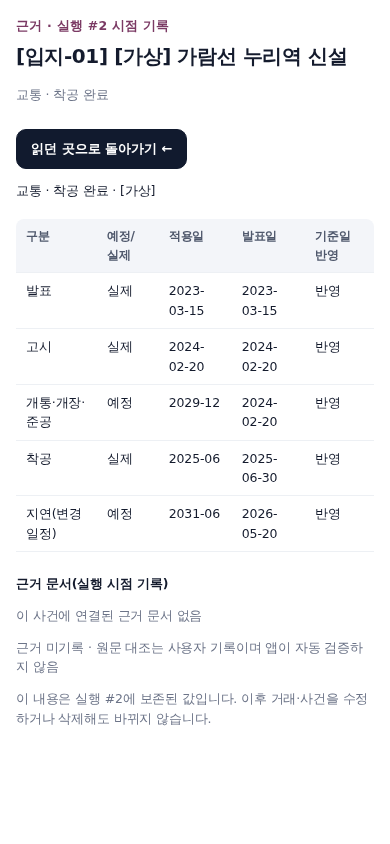 근거 · 실행 #2 시점 기록
[입지-01] [가상] 가람선 누리역 신설
교통 · 착공 완료
읽던 곳으로 돌아가기 ←
교통 · 착공 완료 · [가상]
구분 예정/실제 적용일 발표일 기준일 반영
발표 실제 2023-03-15 2023-03-15 반영
고시 실제 2024-02-20 2024-02-20 반영
개통·개장·준공 예정 2029-12 2024-02-20 반영
착공 실제 2025-06 2025-06-30 반영
지연(변경 일정) 예정 2031-06 2026-05-20 반영
근거 문서(실행 시점 기록)
이 사건에 연결된 근거 문서 없음
근거 미기록 · 원문 대조는 사용자 기록이며 앱이 자동 검증하
지 않음
이 내용은 실행 #2에 보존된 값입니다. 이후 거래·사건을 수정
하거나 삭제해도 바뀌지 않습니다.